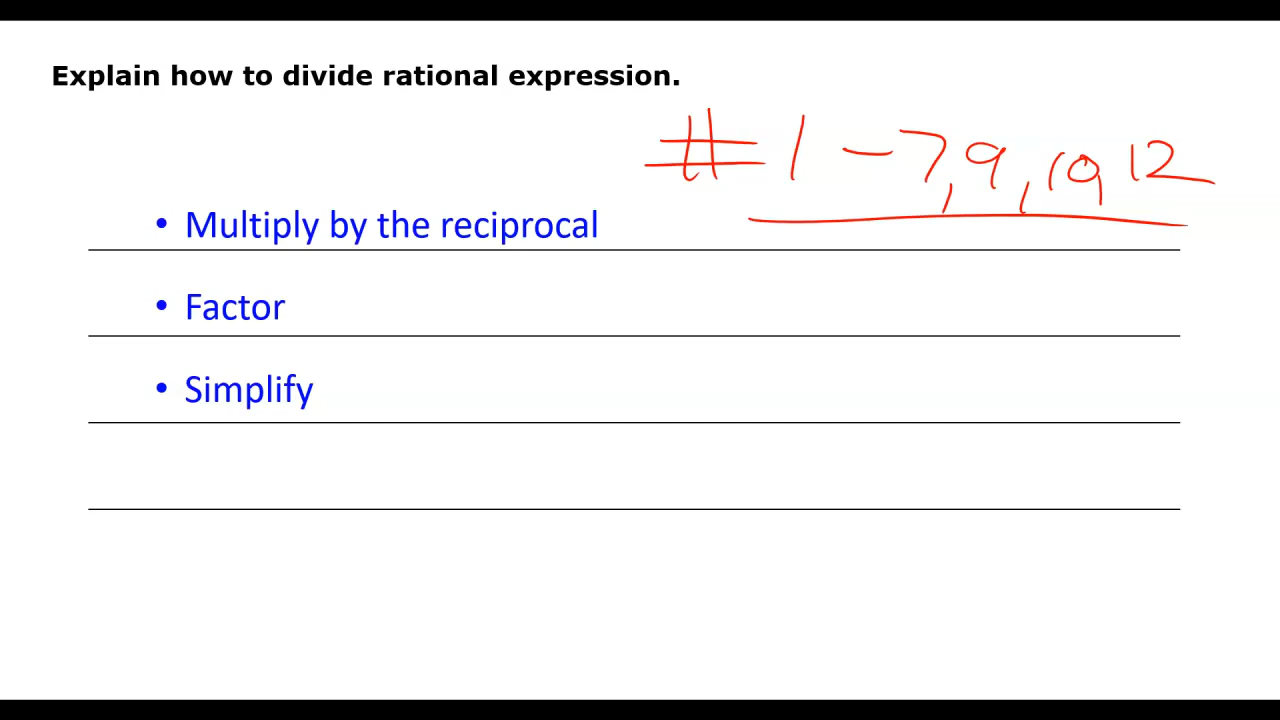 Explain how to divide rational expression.
# 1 - 7, 9, 10, 12
• Multiply by the reciprocal
• Factor
• Simplify